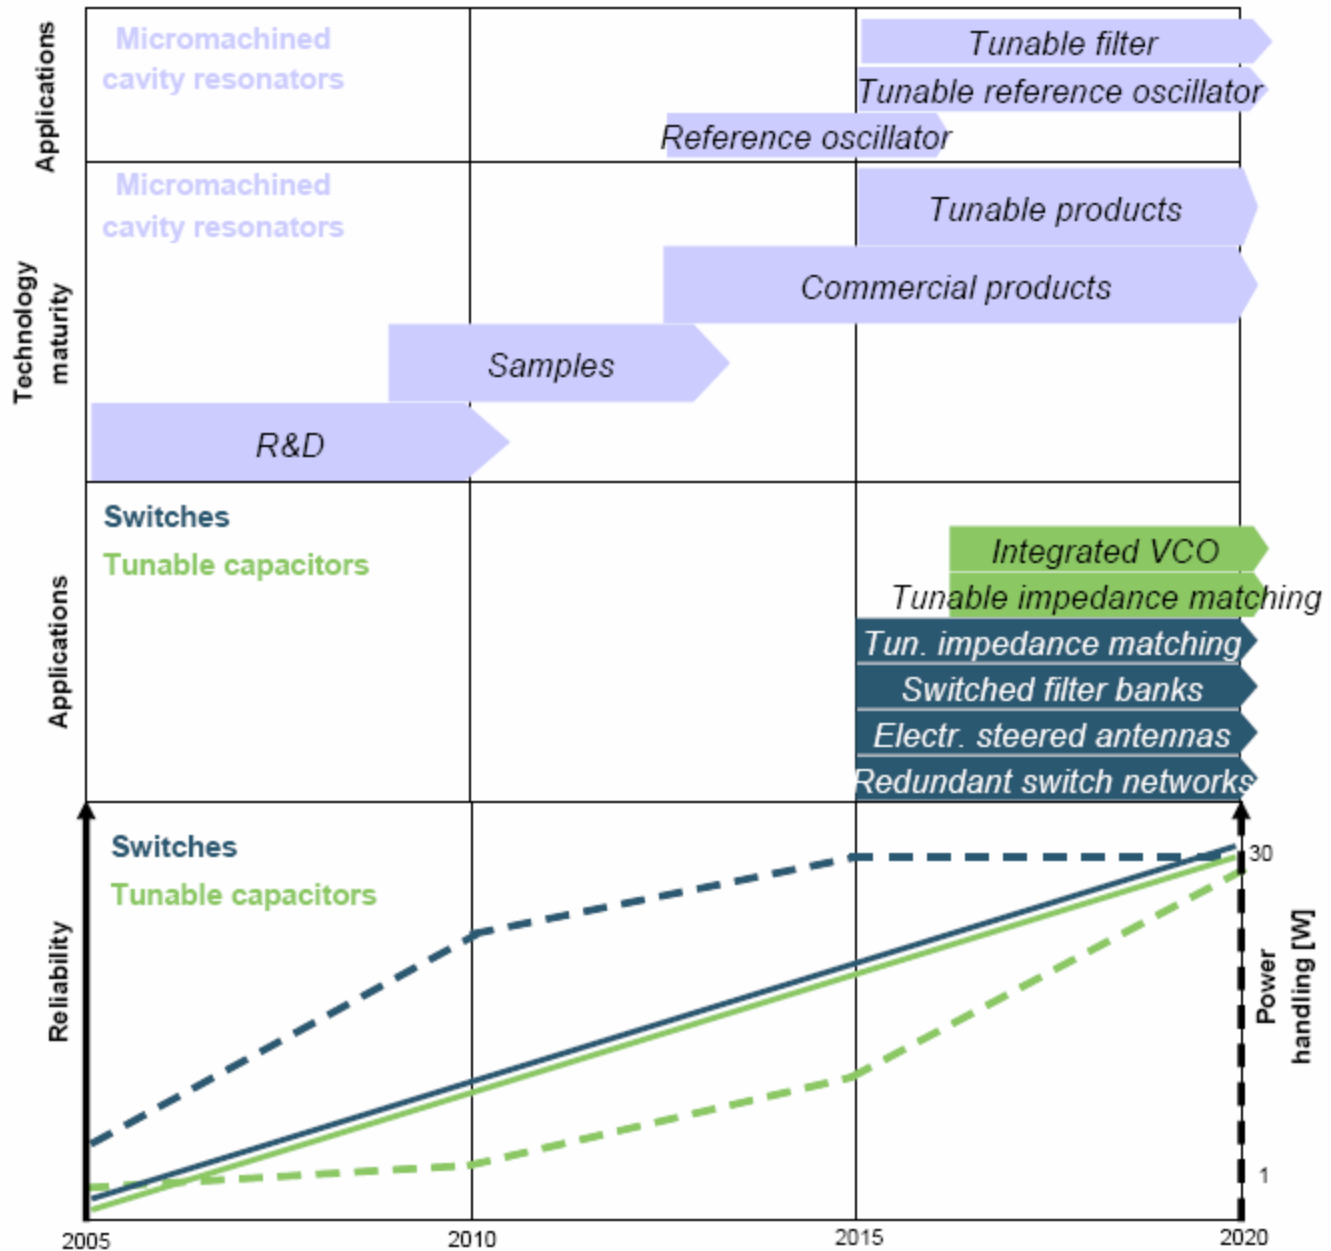 Applications
Micromachined
cavity resonators
Tunable filter
Tunable reference oscillator
Reference oscillator
Technology
maturity
Micromachined
cavity resonators
Tunable products
Commercial products
Samples
R&D
Applications
Switches
Tunable capacitors
Integrated VCO
Tunable impedance matching
Tun. impedance matching
Switched filter banks
Electr. steered antennas
Redundant switch networks
Reliability
Switches
Tunable capacitors
30
Power
handling [W]
1
2005
2010
2015
2020